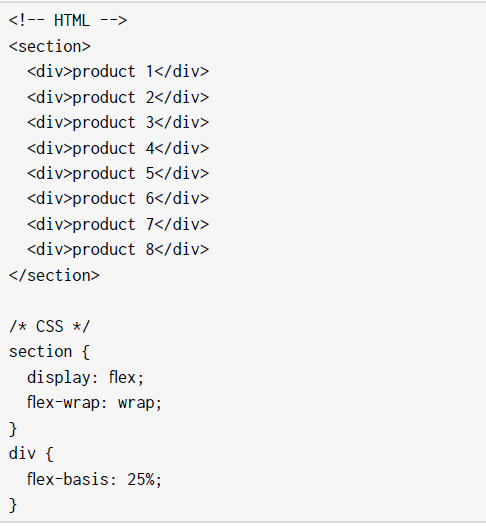 <!-- HTML -->
<section>
  <div>product 1</div>
  <div>product 2</div>
  <div>product 3</div>
  <div>product 4</div>
  <div>product 5</div>
  <div>product 6</div>
  <div>product 7</div>
  <div>product 8</div>
</section>

/* CSS */
section {
  display: flex;
  flex-wrap: wrap;
}
div {
  flex-basis: 25%;
}